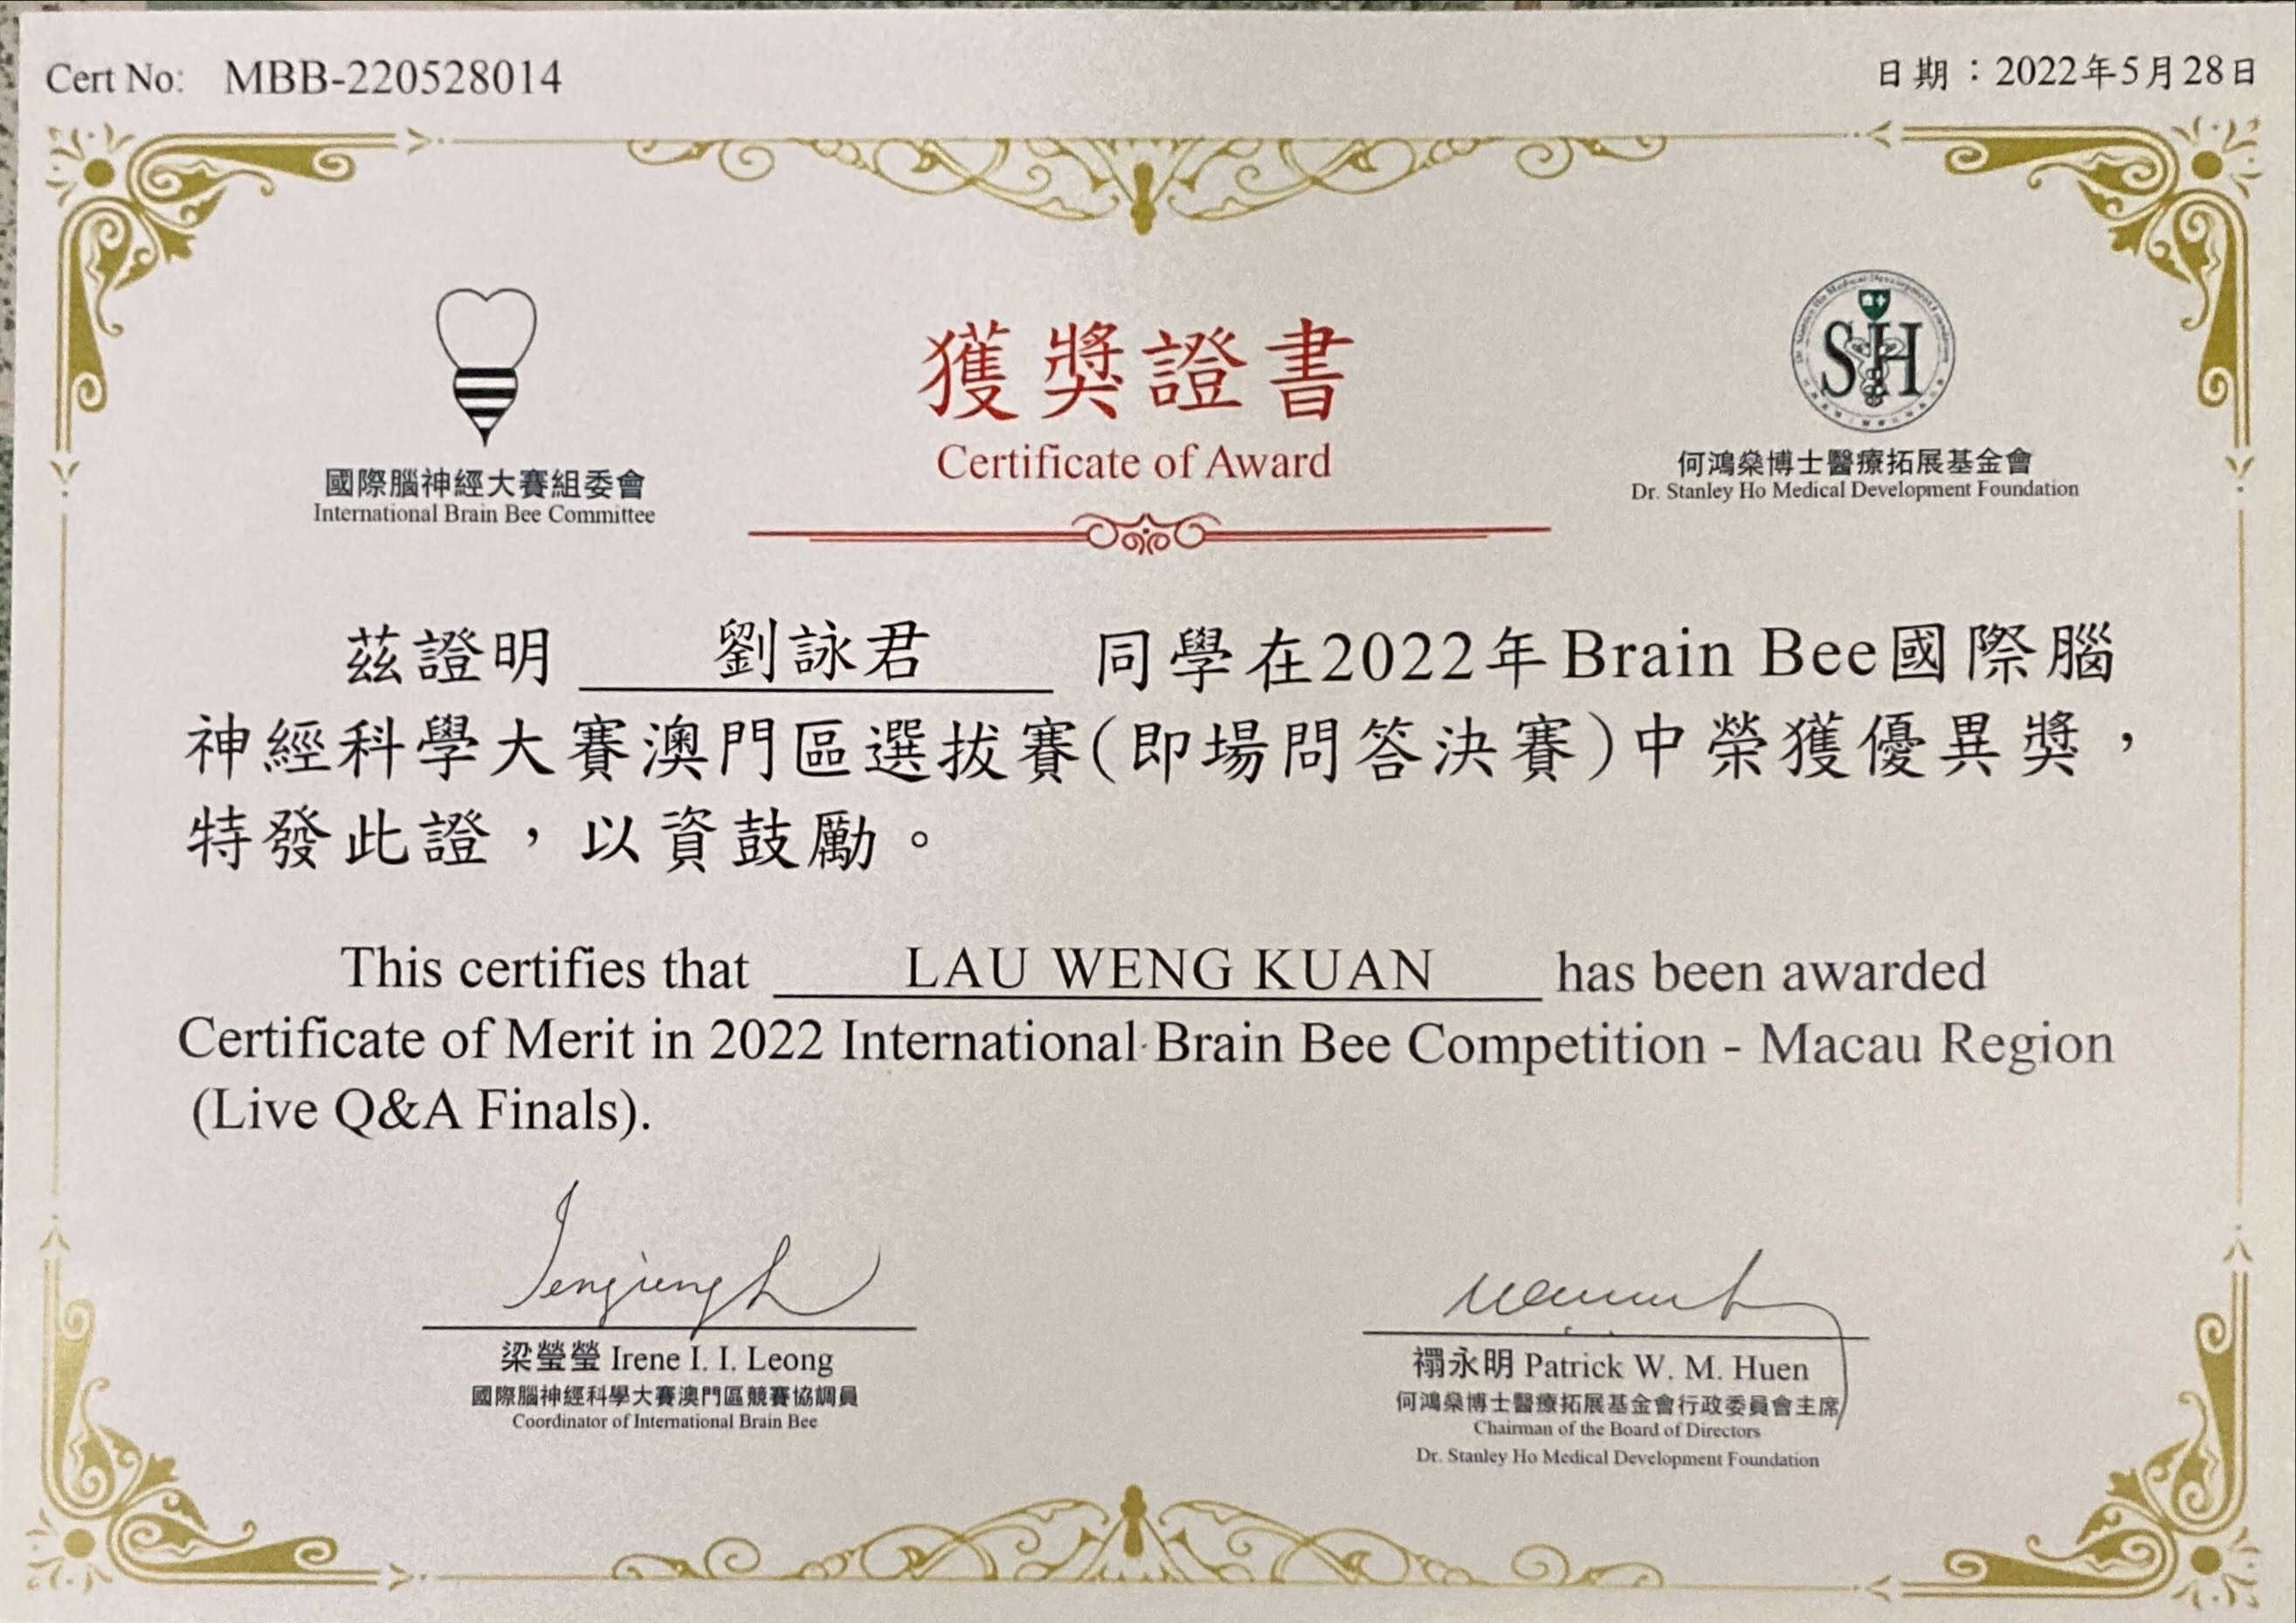 Cert No: MBB-220528014
日期：2022年5月28日
獲獎證書
Certificate of Award
國際腦神經大賽組委會
International Brain Bee Committee
SH
何鴻燊博士醫療拓展基金會
Dr. Stanley Ho Medical Development Foundation
茲證明 劉詠君 同學在2022年Brain Bee國際腦
神經科學大賽澳門區選拔賽(即場問答決賽)中榮獲優異獎，
特發此證，以資鼓勵。
This certifies that LAU WENG KUAN has been awarded
Certificate of Merit in 2022 International Brain Bee Competition - Macau Region
(Live Q&A Finals).
梁瑩瑩 Irene I. I. Leong
國際腦神經科學大賽澳門區競賽協調員
Coordinator of International Brain Bee
禤永明 Patrick W. M. Huen
何鴻燊博士醫療拓展基金會行政委員會主席
Chairman of the Board of Directors
Dr. Stanley Ho Medical Development Foundation